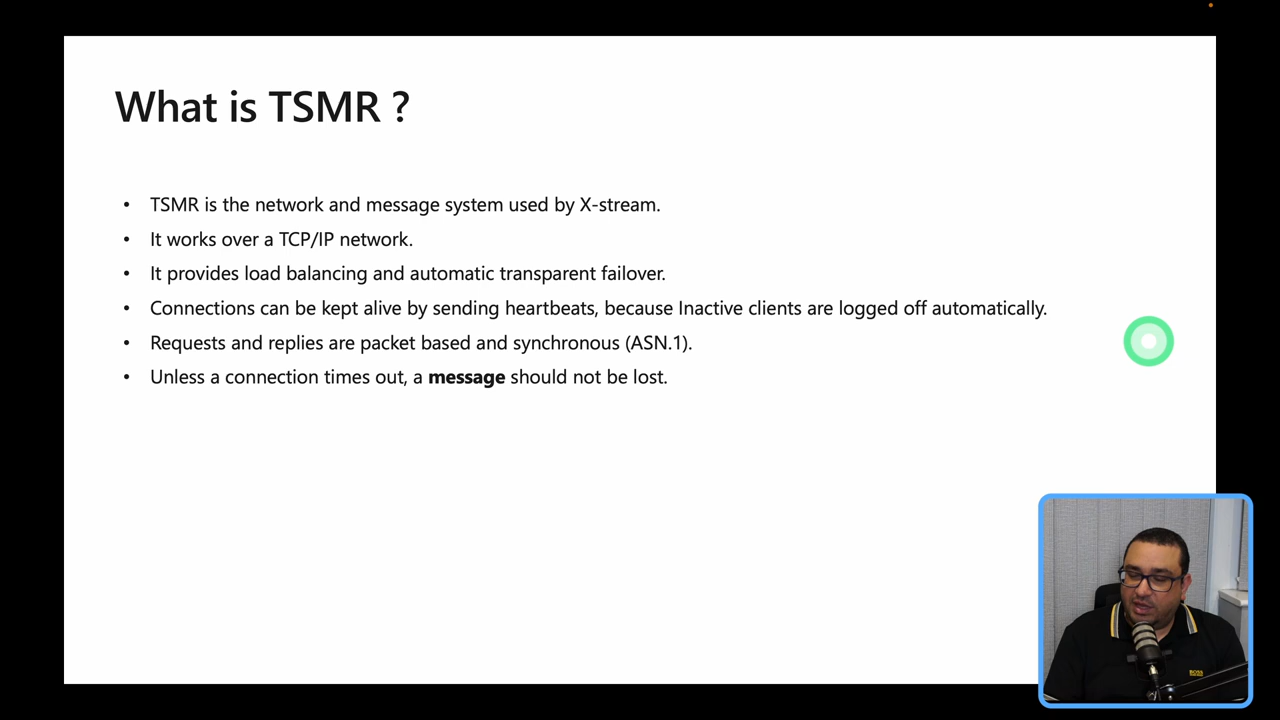 What is TSMR ?
• TSMR is the network and message system used by X-stream.
• It works over a TCP/IP network.
• It provides load balancing and automatic transparent failover.
• Connections can be kept alive by sending heartbeats, because Inactive clients are logged off automatically.
• Requests and replies are packet based and synchronous (ASN.1).
• Unless a connection times out, a message should not be lost.
BOSS